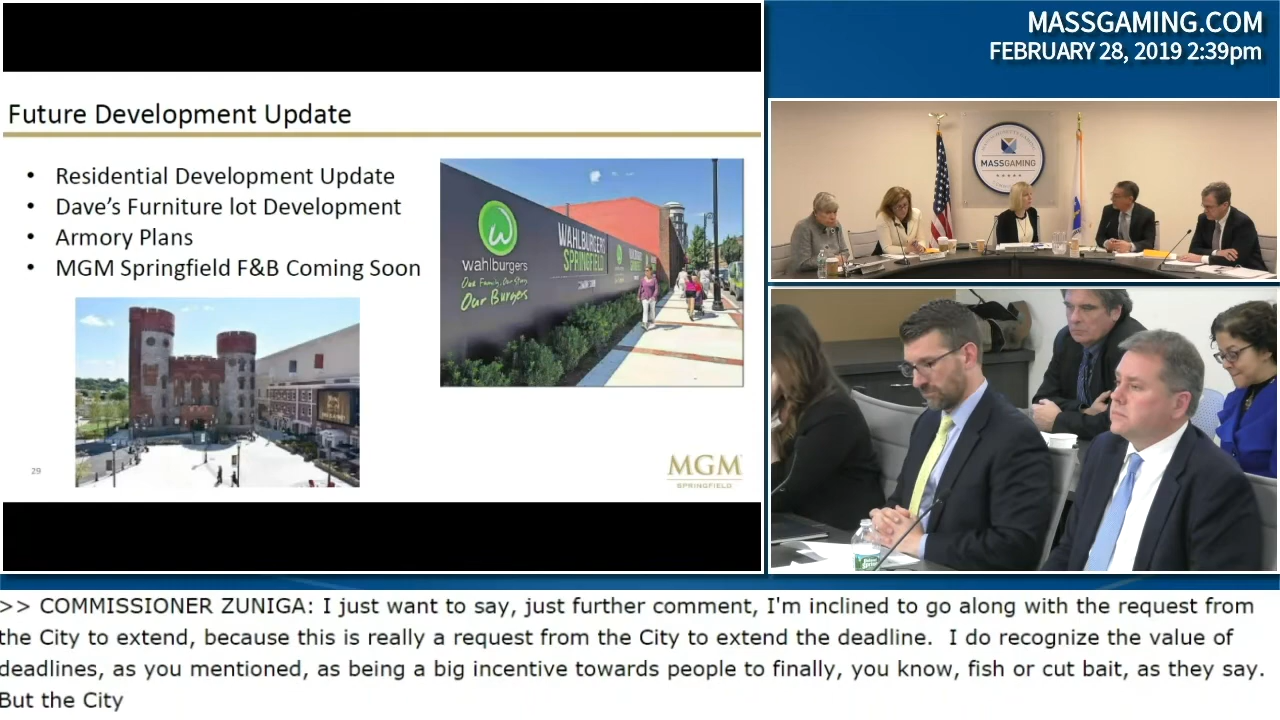 MASSGAMING.COM
FEBRUARY 28, 2019 2:39pm
Future Development Update
• Residential Development Update
• Dave's Furniture lot Development
• Armory Plans
• MGM Springfield F&B Coming Soon
wahlburgers
Our Family, Our Story,
Our Burgers
WAHLBURGERS
SPRINGFIELD
MASSGAMING
29
MGM
SPRINGFIELD
>> COMMISSIONER ZUNIGA: I just want to say, just further comment, I'm inclined to go along with the request from
the City to extend, because this is really a request from the City to extend the deadline.  I do recognize the value of
deadlines, as you mentioned, as being a big incentive towards people to finally, you know, fish or cut bait, as they say.
But the City